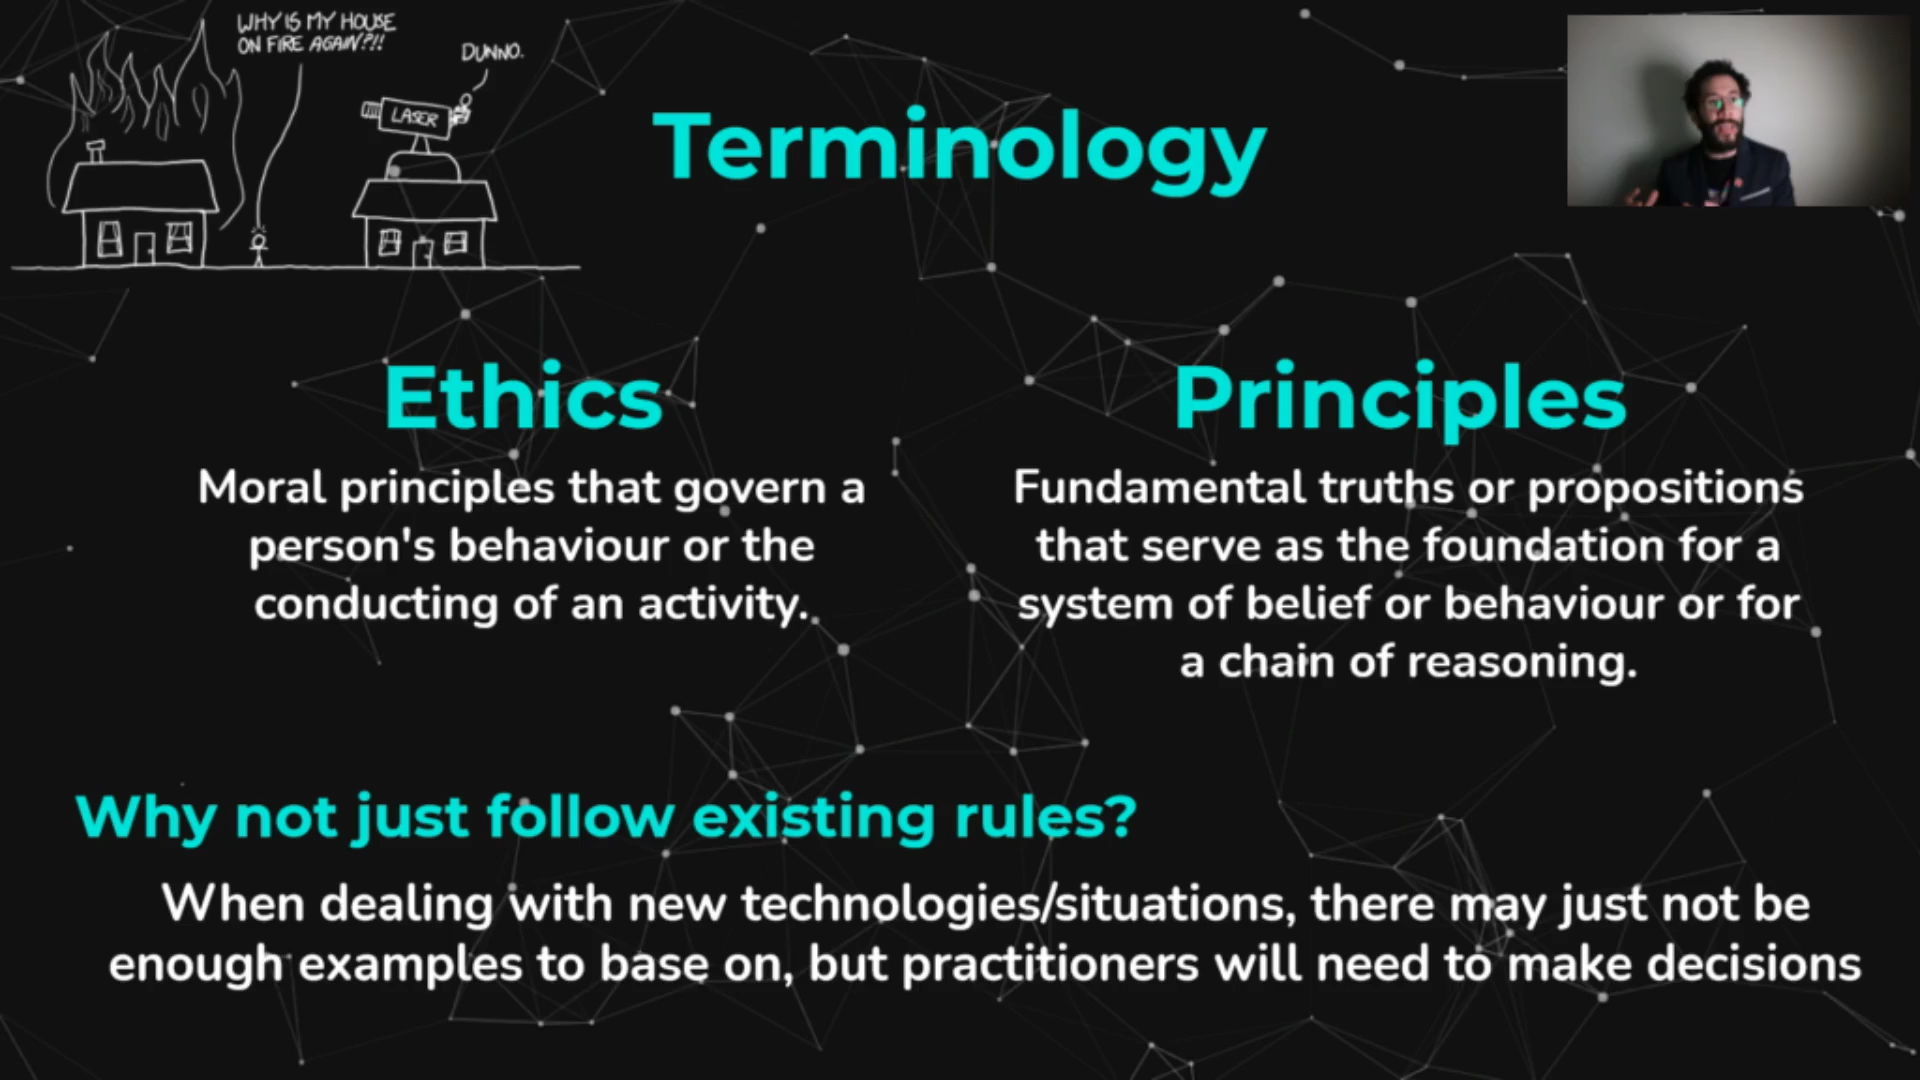 WHY IS MY HOUSE
ON FIRE AGAIN?!!
DUNNO.
LASER
Terminology
Ethics
Moral principles that govern a
person's behaviour or the
conducting of an activity.
Principles
Fundamental truths or propositions
that serve as the foundation for a
system of belief or behaviour or for
a chain of reasoning.
Why not just follow existing rules?
When dealing with new technologies/situations, there may just not be
enough examples to base on, but practitioners will need to make decisions